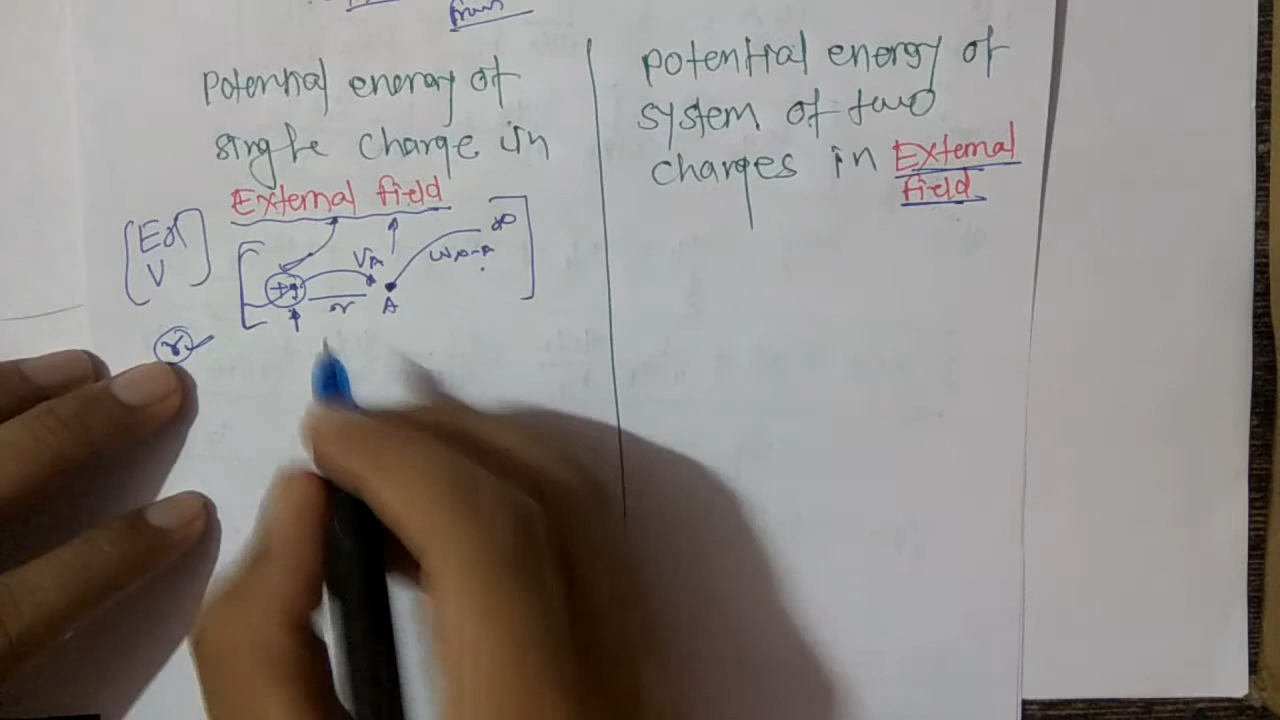 Potential energy of
single charge in
External field
[Ex
V]
VA
∞
W∞-A
+q
r
A
r
potential energy of
system of two
charges in External
field